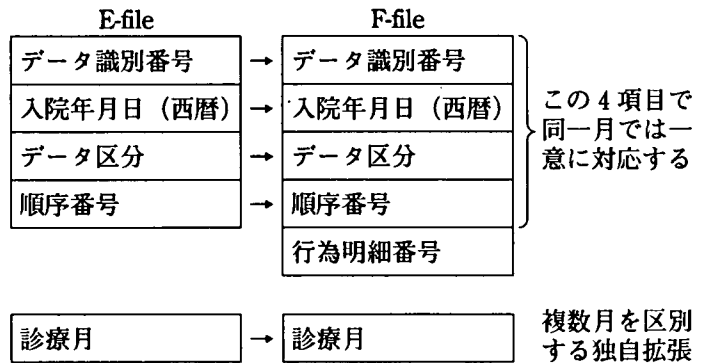 E-file F-file
データ識別番号 → データ識別番号
入院年月日（西暦） → 入院年月日（西暦）
データ区分 → データ区分
順序番号 → 順序番号
行為明細番号
この4項目で
同一月では一
意に対応する
診療月 → 診療月
複数月を区別
する独自拡張